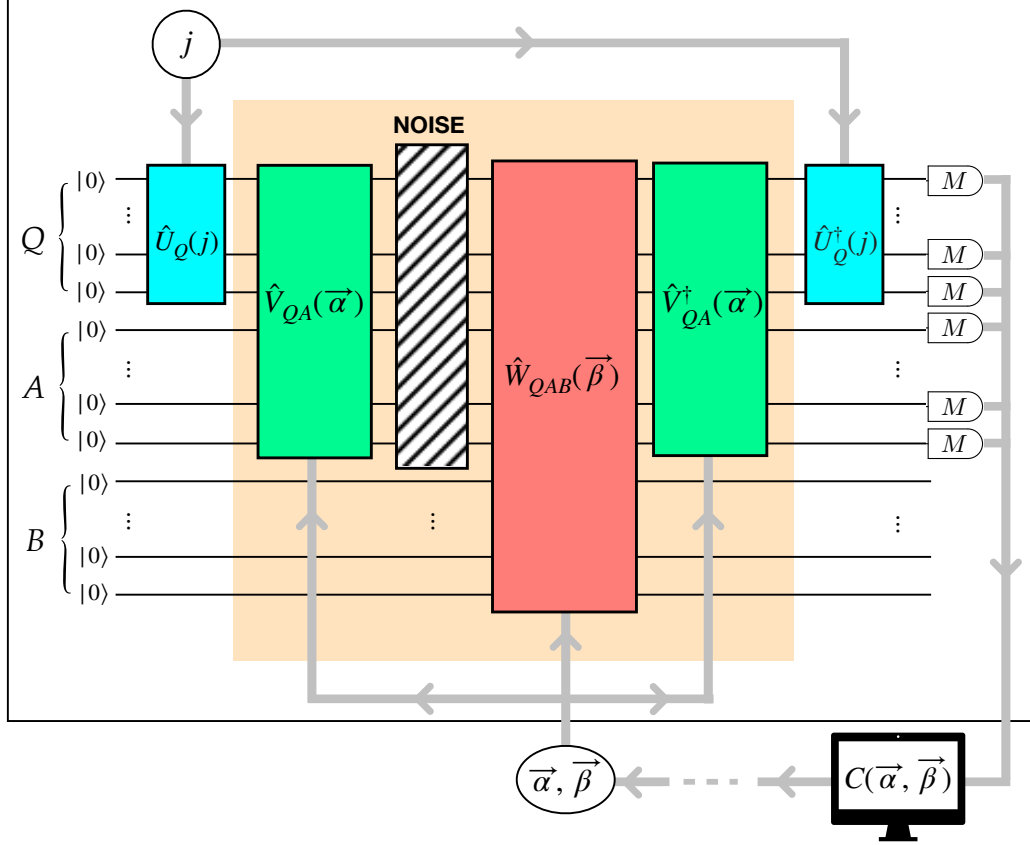 j
NOISE
|0⟩ M
⋮ ⋮
Q |0⟩ Û_Q(j) Û†_Q(j) M
|0⟩ V̂_QA(α⃗) V̂†_QA(α⃗) M
|0⟩ M
⋮ ⋮
A Ŵ_QAB(β⃗)
|0⟩ M
|0⟩ M
|0⟩
⋮ ⋮ ⋮
B
|0⟩
|0⟩
α⃗, β⃗ C(α⃗, β⃗)